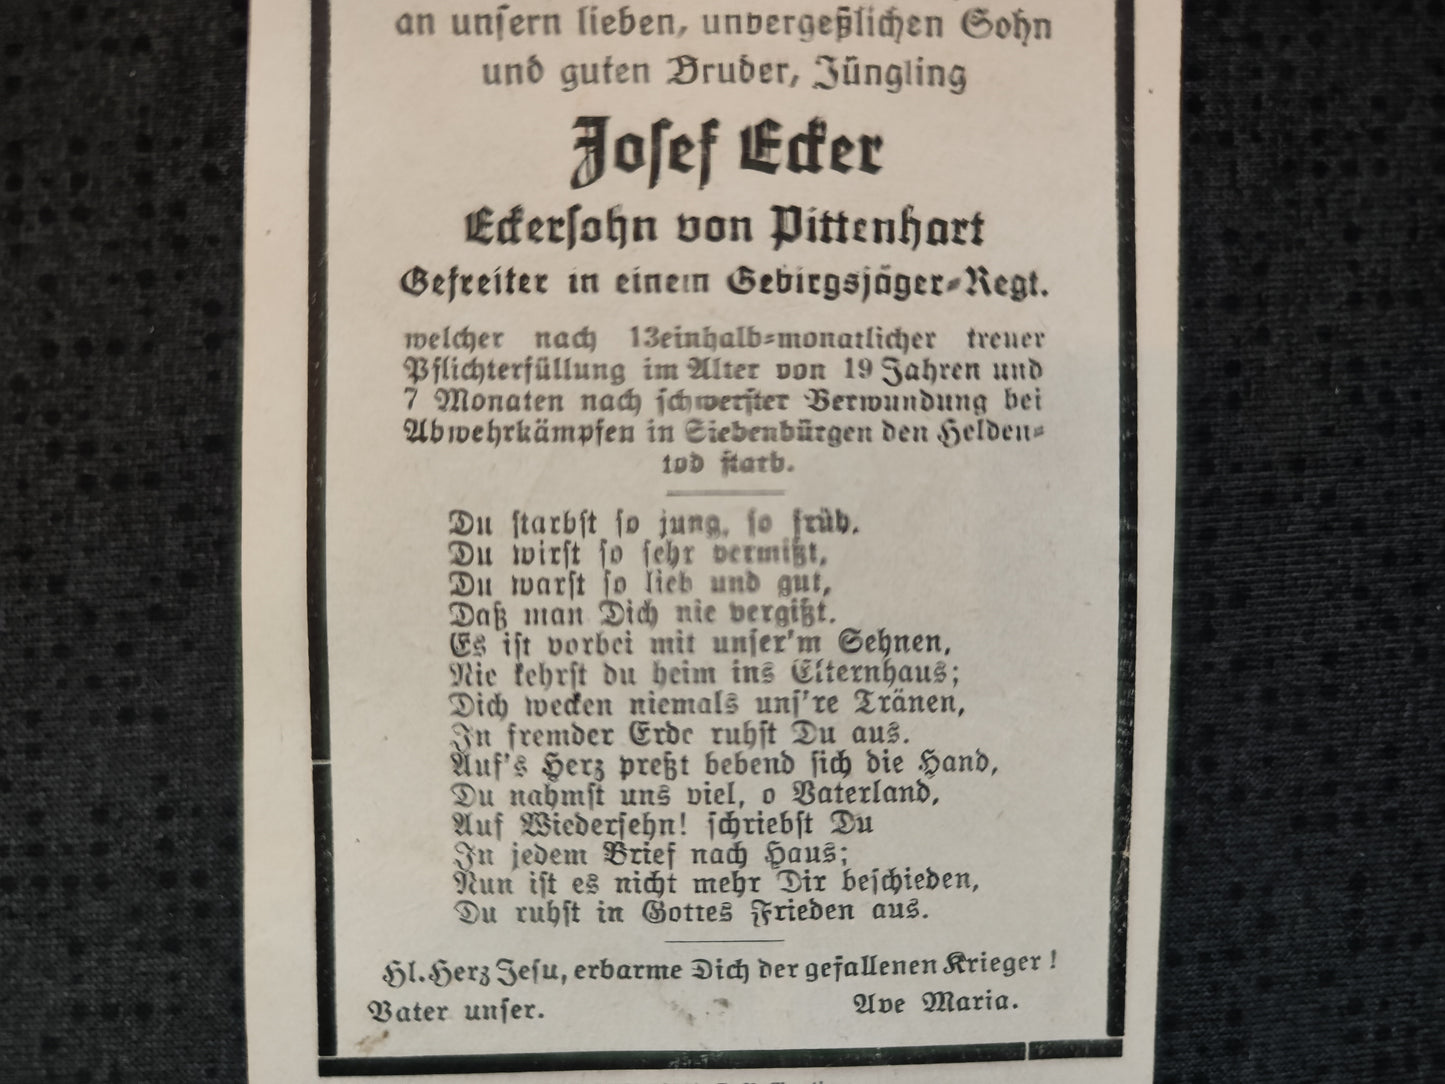 an unsern lieben, unvergeßlichen Sohn
und guten Bruder, Jüngling
Josef Ecker
Eckersohn von Pittenhart
Gefreiter in einem Gebirgsjäger-Regt.
welcher nach 13einhalb-monatlicher treuer
Pflichterfüllung im Alter von 19 Jahren und
7 Monaten nach schwerster Verwundung bei
Abwehrkämpfen in Siebenbürgen den Helden-
tod starb.
Du starbst so jung, so früh.
Du wirst so sehr vermißt,
Du warst so lieb und gut,
Daß man Dich nie vergißt.
Es ist vorbei mit unser'm Sehnen,
Nie kehrst du heim ins Elternhaus;
Dich wecken niemals uns're Tränen,
In fremder Erde ruhst Du aus.
Auf's Herz preßt bebend sich die Hand,
Du nahmst uns viel, o Vaterland,
Auf Wiedersehn! schriebst Du
In jedem Brief nach Haus;
Nun ist es nicht mehr Dir beschieden,
Du ruhst in Gottes Frieden aus.
Hl. Herz Jesu, erbarme Dich der gefallenen Krieger!
Vater unser. Ave Maria.